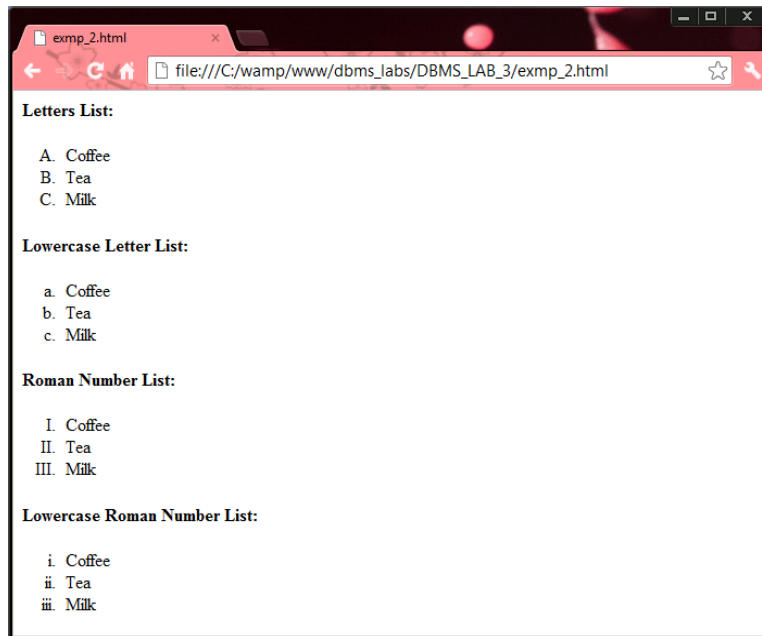 exmp_2.html
file:///C:/wamp/www/dbms_labs/DBMS_LAB_3/exmp_2.html
Letters List:
A. Coffee
B. Tea
C. Milk
Lowercase Letter List:
a. Coffee
b. Tea
c. Milk
Roman Number List:
I. Coffee
II. Tea
III. Milk
Lowercase Roman Number List:
i. Coffee
ii. Tea
iii. Milk